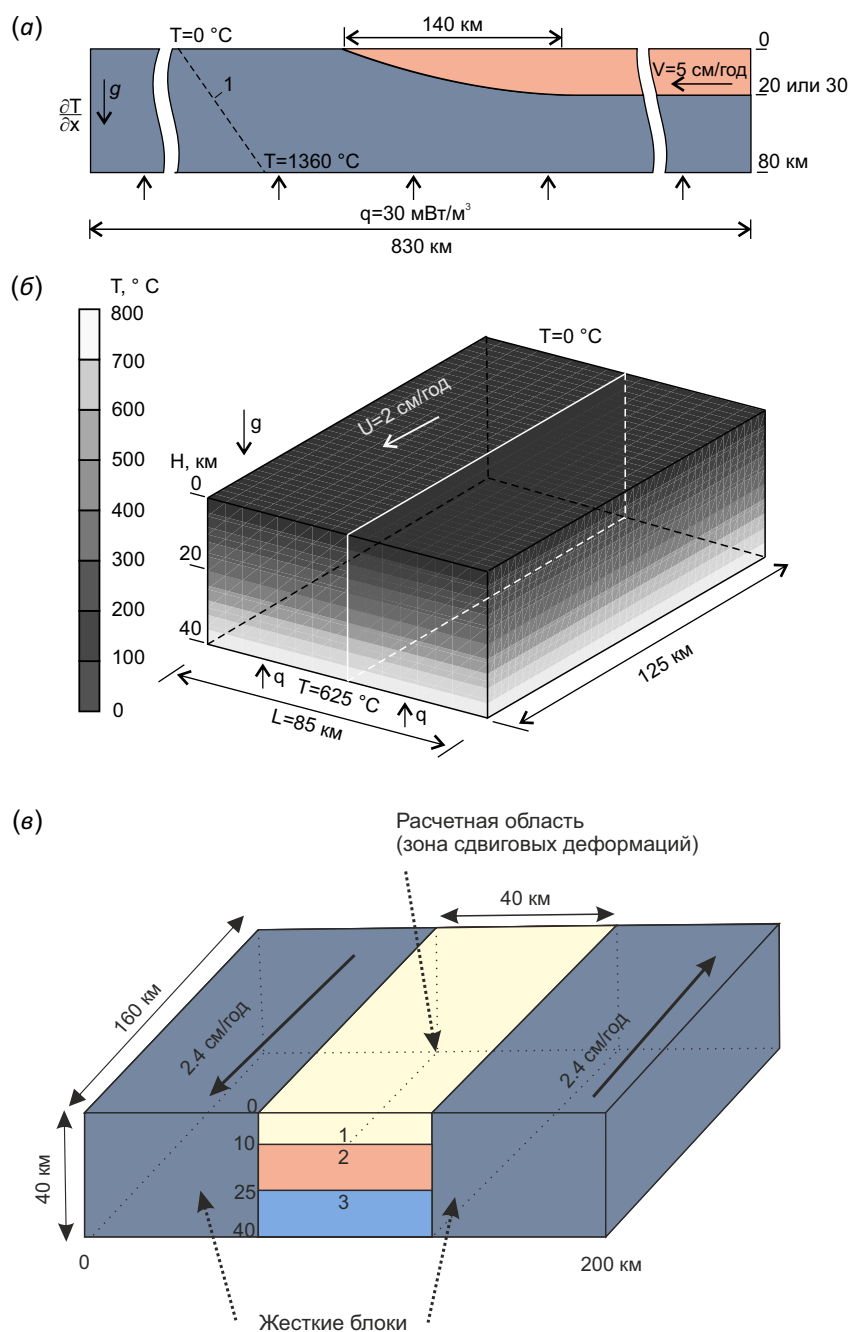 (а)
T=0 °C
140 км
0
1
g
V=5 см/год
20 или 30
∂T
∂x
T=1360 °C
80 км
q=30 мВт/м³
830 км
(б)
T, ° C
800
700
600
500
400
300
200
100
0
T=0 °C
U=2 см/год
g
H, км
0
20
40
q
T=625 °C
q
L=85 км
125 км
(в)
Расчетная область
(зона сдвиговых деформаций)
40 км
160 км
2.4 см/год
2.4 см/год
0
1
10
2
25
3
40
40 км
0
200 км
Жесткие блоки